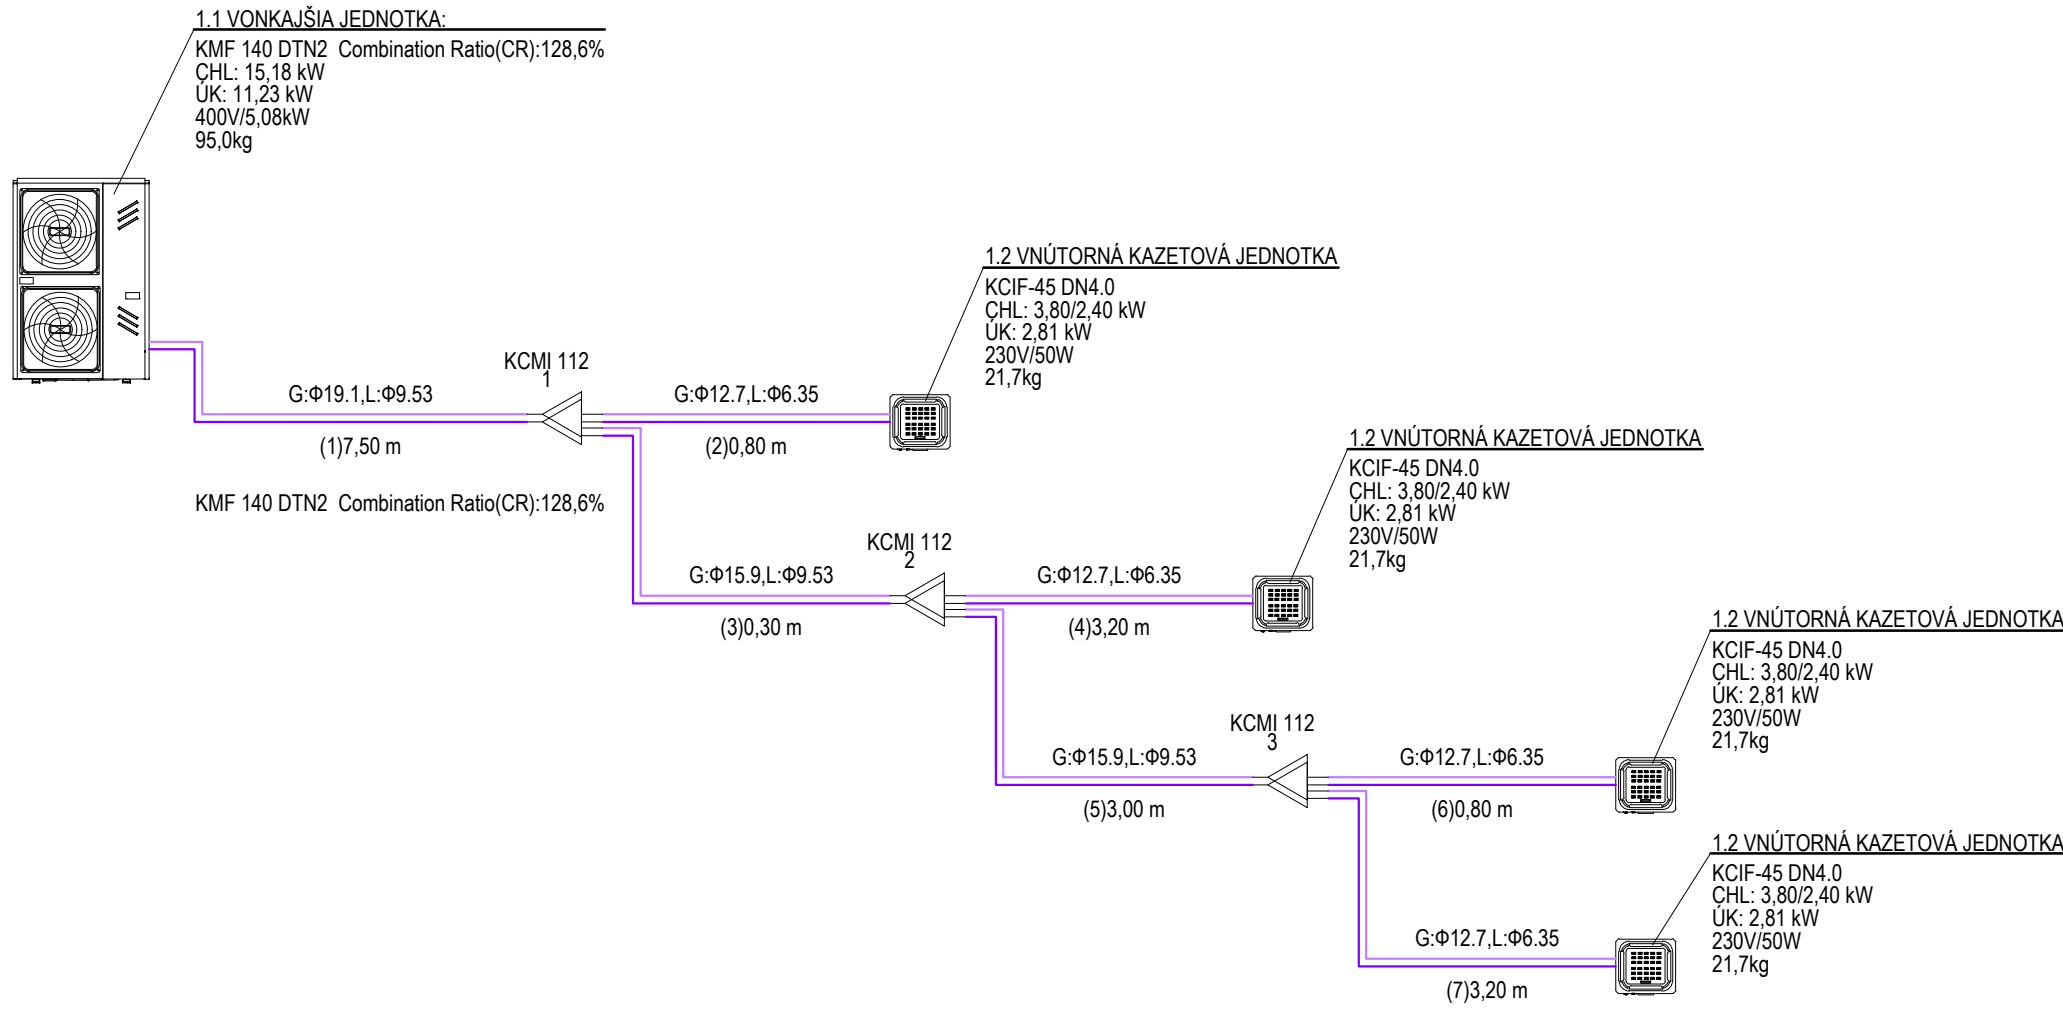 1.1 VONKAJŠIA JEDNOTKA:
KMF 140 DTN2  Combination Ratio(CR):128,6%
CHL: 15,18 kW
ÚK: 11,23 kW
400V/5,08kW
95,0kg
1.2 VNÚTORNÁ KAZETOVÁ JEDNOTKA
KCIF-45 DN4.0
CHL: 3,80/2,40 kW
ÚK: 2,81 kW
230V/50W
21,7kg
KCMI 112
1
G:Φ19.1,L:Φ9.53
(1)7,50 m
G:Φ12.7,L:Φ6.35
(2)0,80 m
KMF 140 DTN2  Combination Ratio(CR):128,6%
1.2 VNÚTORNÁ KAZETOVÁ JEDNOTKA
KCIF-45 DN4.0
CHL: 3,80/2,40 kW
ÚK: 2,81 kW
230V/50W
21,7kg
KCMI 112
2
G:Φ15.9,L:Φ9.53
(3)0,30 m
G:Φ12.7,L:Φ6.35
(4)3,20 m
1.2 VNÚTORNÁ KAZETOVÁ JEDNOTKA
KCIF-45 DN4.0
CHL: 3,80/2,40 kW
ÚK: 2,81 kW
230V/50W
21,7kg
KCMI 112
3
G:Φ15.9,L:Φ9.53
(5)3,00 m
G:Φ12.7,L:Φ6.35
(6)0,80 m
1.2 VNÚTORNÁ KAZETOVÁ JEDNOTKA
KCIF-45 DN4.0
CHL: 3,80/2,40 kW
ÚK: 2,81 kW
230V/50W
21,7kg
G:Φ12.7,L:Φ6.35
(7)3,20 m